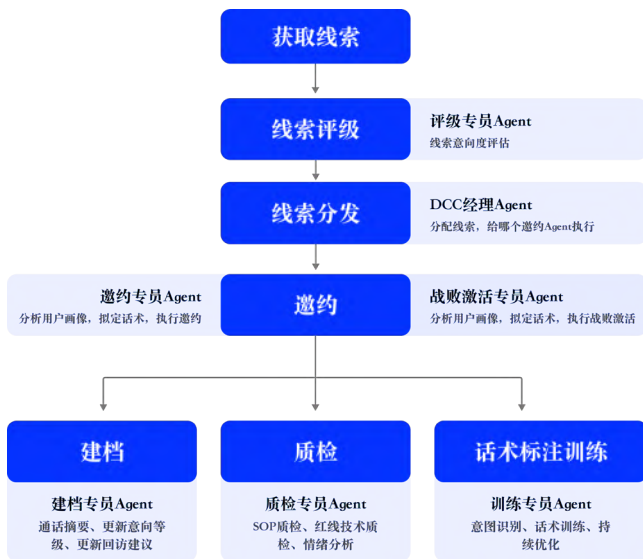 获取线索
线索评级
评级专员Agent
线索意向度评估
线索分发
DCC经理Agent
分配线索，给哪个邀约Agent执行
邀约专员Agent
分析用户画像，拟定话术，执行邀约
邀约
战败激活专员Agent
分析用户画像，拟定话术，执行战败激活
建档
建档专员Agent
通话摘要、更新意向等
级、更新回访建议
质检
质检专员Agent
SOP质检、红线技术质
检、情绪分析
话术标注训练
训练专员Agent
意图识别、话术训练、持
续优化